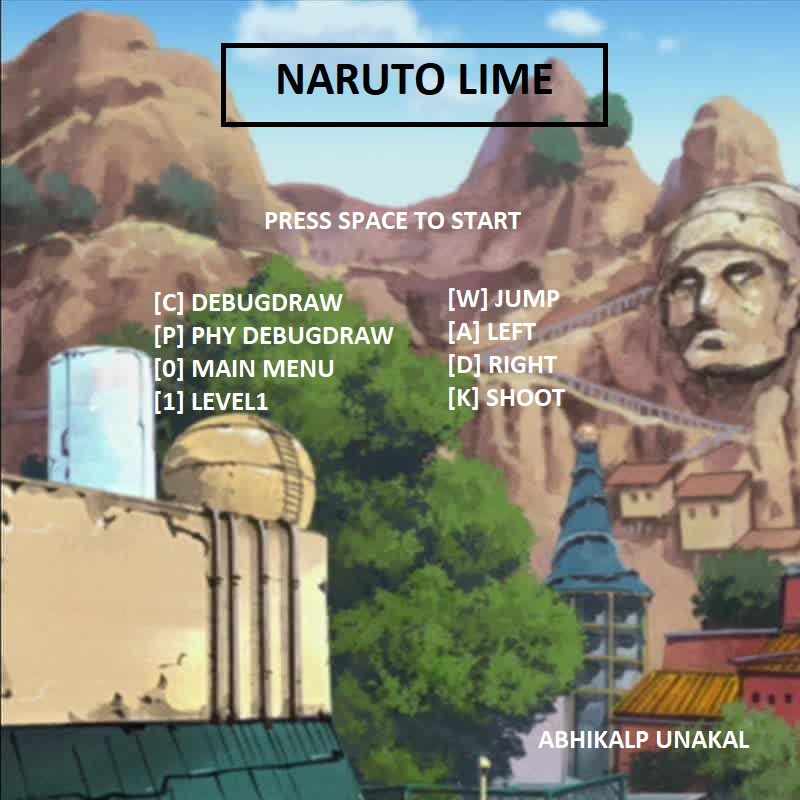 NARUTO LIME
PRESS SPACE TO START
[C] DEBUGDRAW
[P] PHY DEBUGDRAW
[0] MAIN MENU
[1] LEVEL1
[W] JUMP
[A] LEFT
[D] RIGHT
[K] SHOOT
ABHIKALP UNAKAL